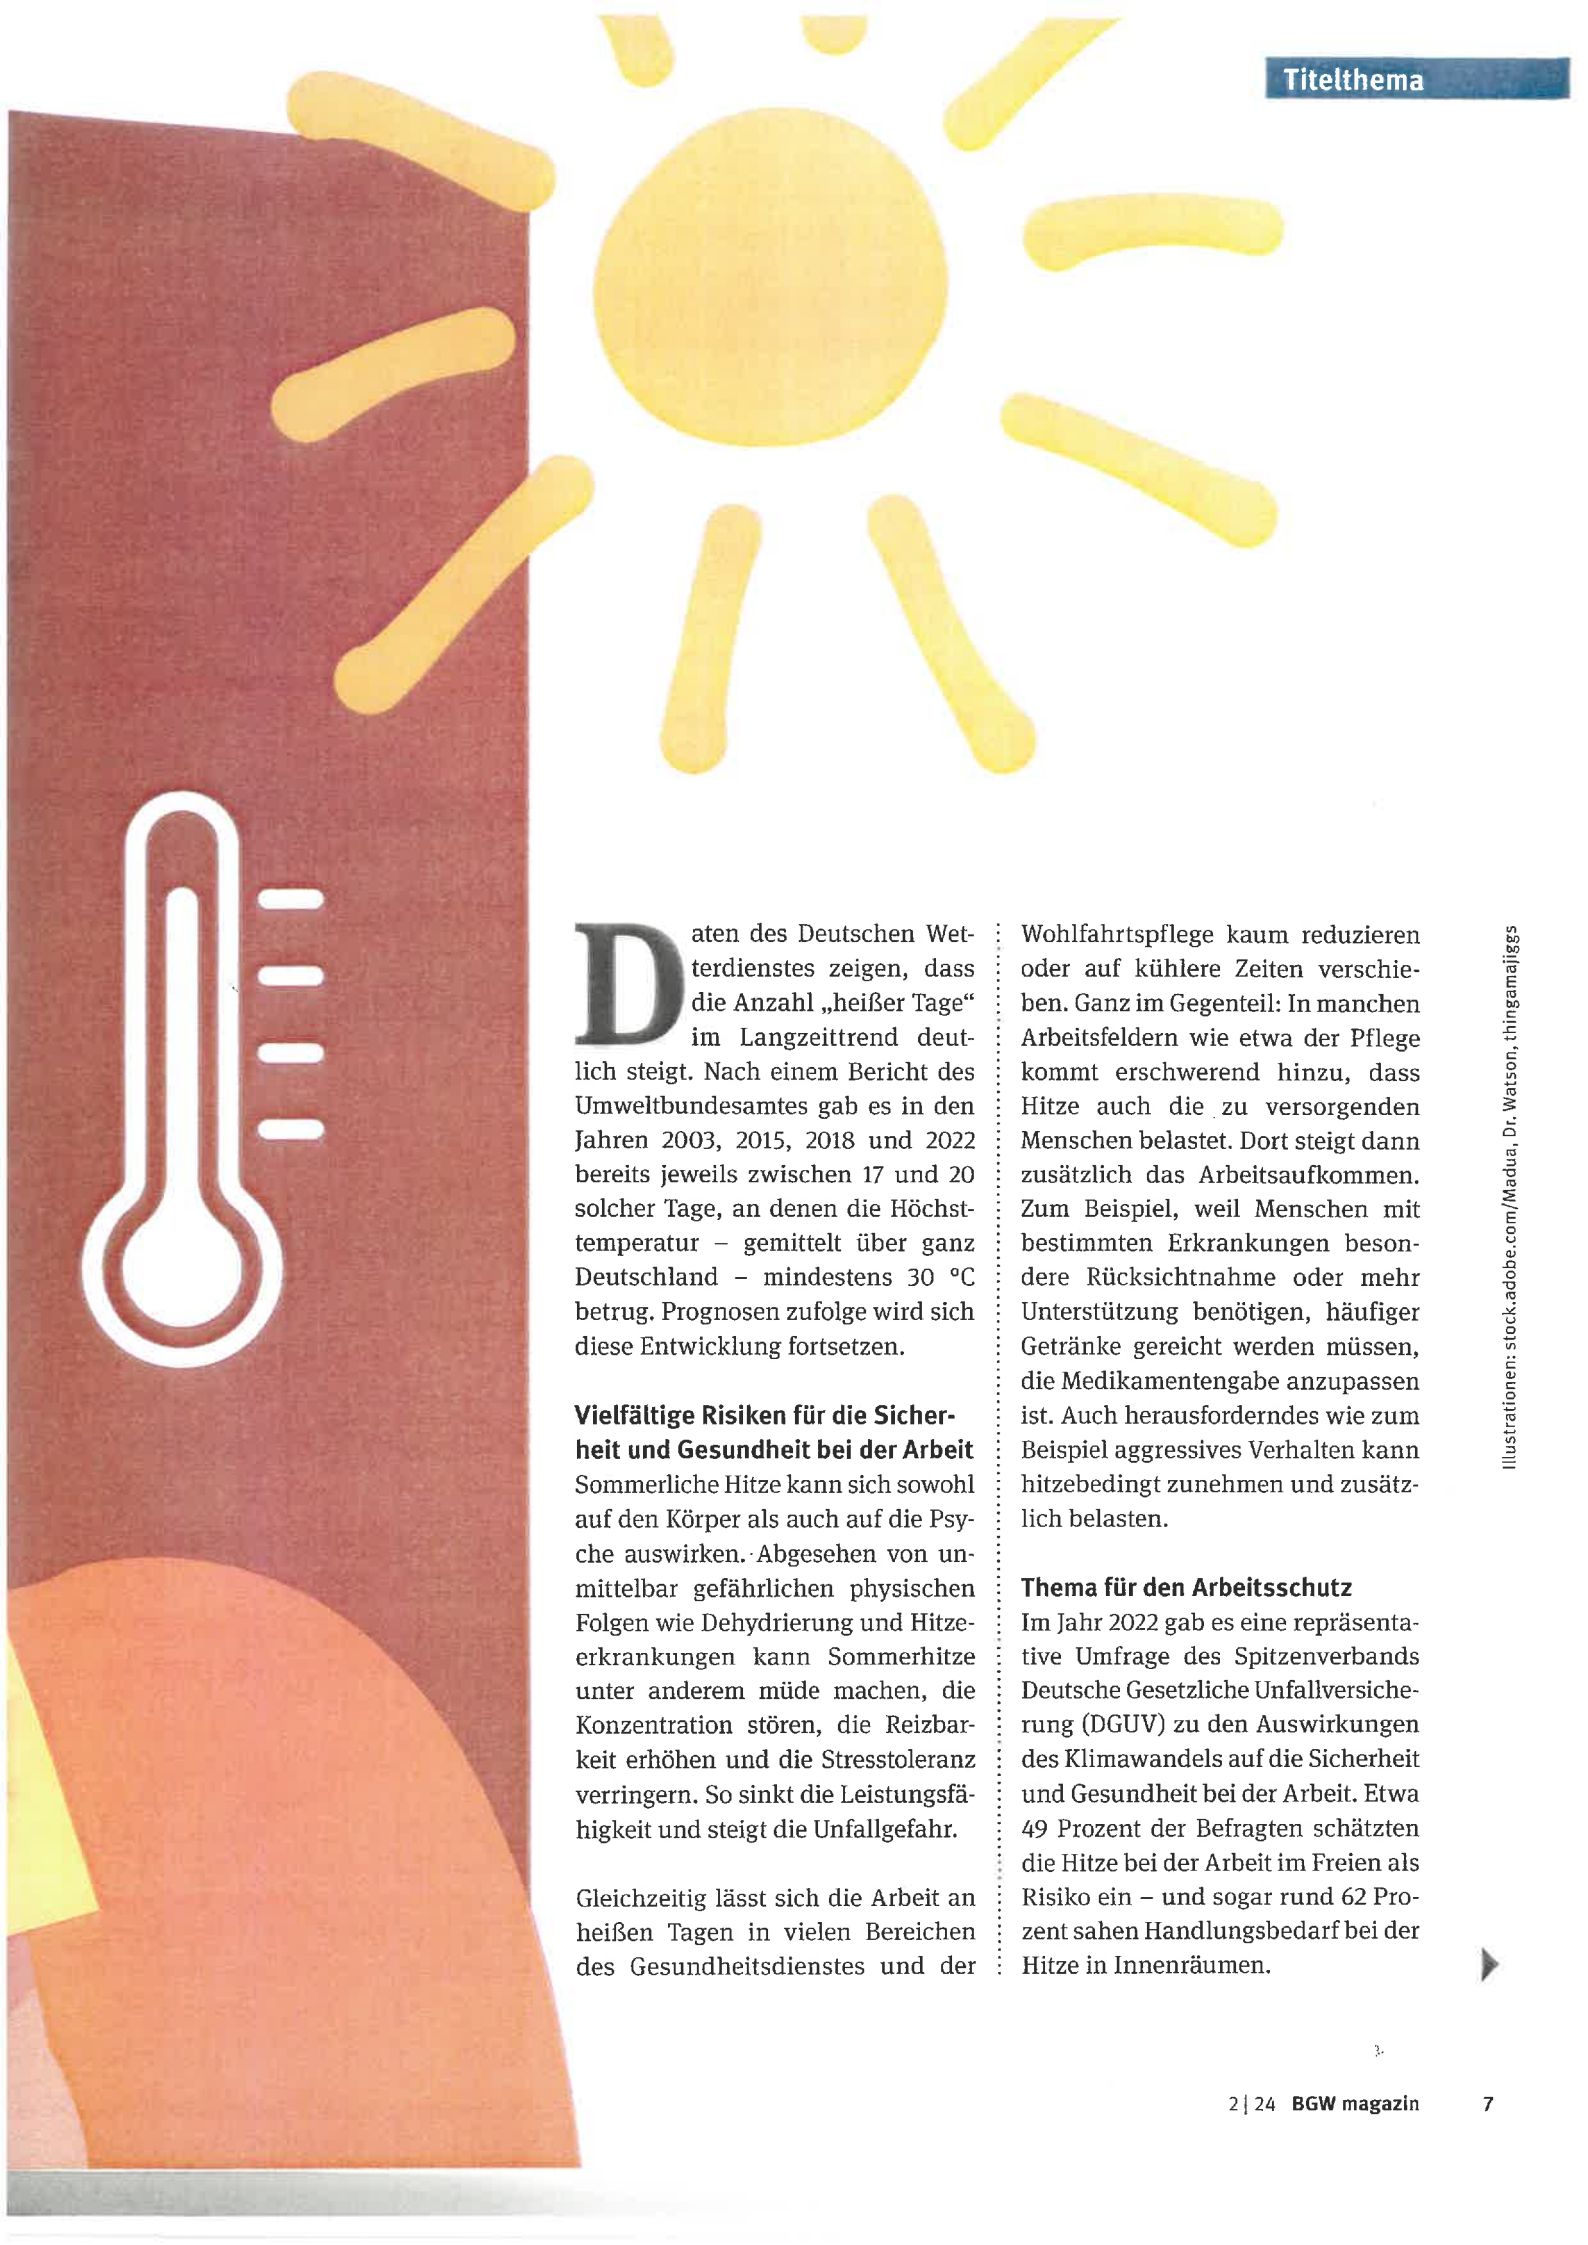 Titelthema
Daten des Deutschen Wet-
terdienstes zeigen, dass
die Anzahl „heißer Tage“
im Langzeittrend deut-
lich steigt. Nach einem Bericht des
Umweltbundesamtes gab es in den
Jahren 2003, 2015, 2018 und 2022
bereits jeweils zwischen 17 und 20
solcher Tage, an denen die Höchst-
temperatur – gemittelt über ganz
Deutschland – mindestens 30 °C
betrug. Prognosen zufolge wird sich
diese Entwicklung fortsetzen.
Vielfältige Risiken für die Sicher-
heit und Gesundheit bei der Arbeit
Sommerliche Hitze kann sich sowohl
auf den Körper als auch auf die Psy-
che auswirken. Abgesehen von un-
mittelbar gefährlichen physischen
Folgen wie Dehydrierung und Hitze-
erkrankungen kann Sommerhitze
unter anderem müde machen, die
Konzentration stören, die Reizbar-
keit erhöhen und die Stresstoleranz
verringern. So sinkt die Leistungsfä-
higkeit und steigt die Unfallgefahr.
Gleichzeitig lässt sich die Arbeit an
heißen Tagen in vielen Bereichen
des Gesundheitsdienstes und der
Wohlfahrtspflege kaum reduzieren
oder auf kühlere Zeiten verschie-
ben. Ganz im Gegenteil: In manchen
Arbeitsfeldern wie etwa der Pflege
kommt erschwerend hinzu, dass
Hitze auch die zu versorgenden
Menschen belastet. Dort steigt dann
zusätzlich das Arbeitsaufkommen.
Zum Beispiel, weil Menschen mit
bestimmten Erkrankungen beson-
dere Rücksichtnahme oder mehr
Unterstützung benötigen, häufiger
Getränke gereicht werden müssen,
die Medikamentengabe anzupassen
ist. Auch herausforderndes wie zum
Beispiel aggressives Verhalten kann
hitzebedingt zunehmen und zusätz-
lich belasten.
Thema für den Arbeitsschutz
Im Jahr 2022 gab es eine repräsenta-
tive Umfrage des Spitzenverbands
Deutsche Gesetzliche Unfallversiche-
rung (DGUV) zu den Auswirkungen
des Klimawandels auf die Sicherheit
und Gesundheit bei der Arbeit. Etwa
49 Prozent der Befragten schätzten
die Hitze bei der Arbeit im Freien als
Risiko ein – und sogar rund 62 Pro-
zent sahen Handlungsbedarf bei der
Hitze in Innenräumen.
Illustrationen: stock.adobe.com/Madua, Dr. Watson, thingamajiggs
2 | 24 BGW magazin 7